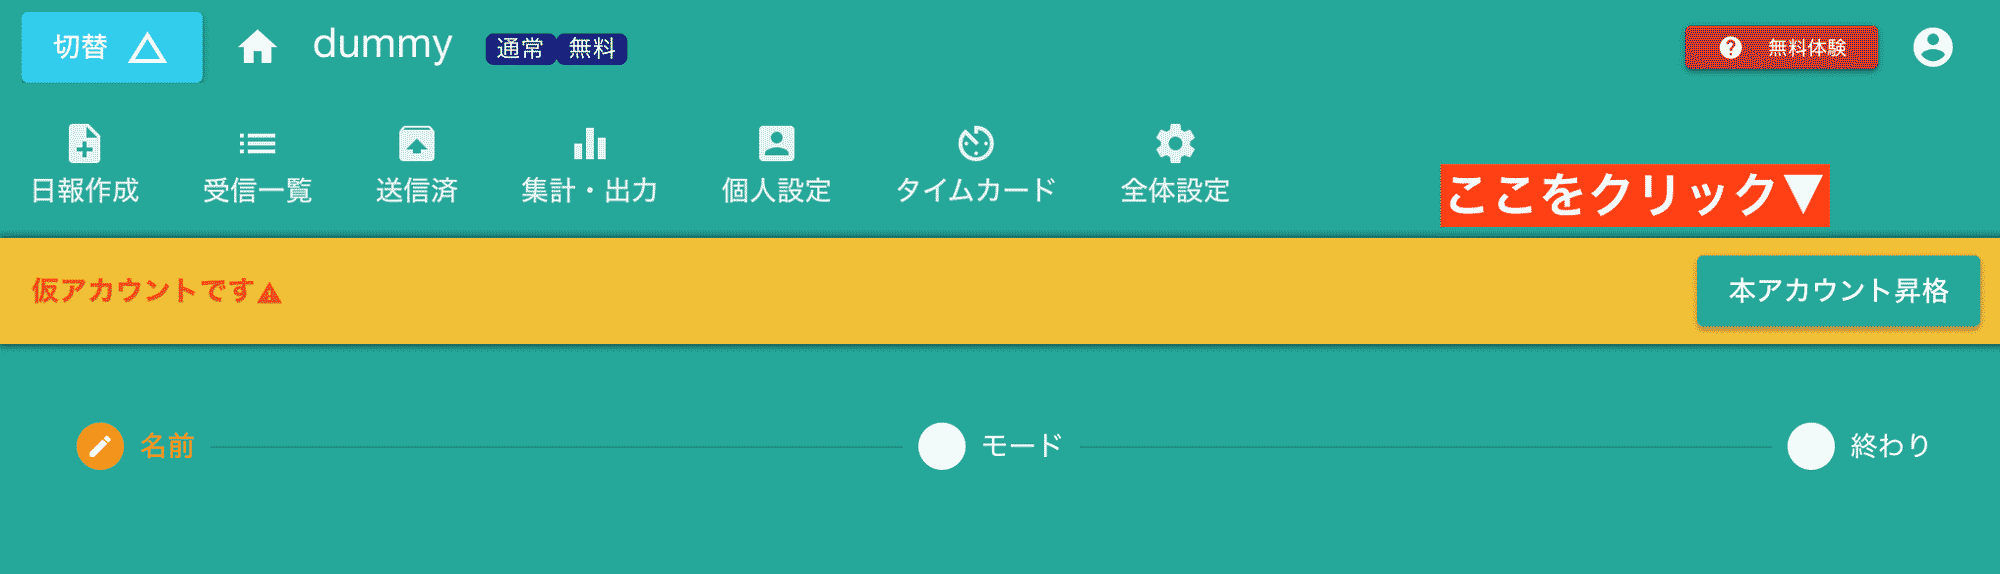 切替 △ dummy 通常 無料 無料体験
日報作成 受信一覧 送信済 集計・出力 個人設定 タイムカード 全体設定
ここをクリック▼
仮アカウントです⚠ 本アカウント昇格
名前 モード 終わり